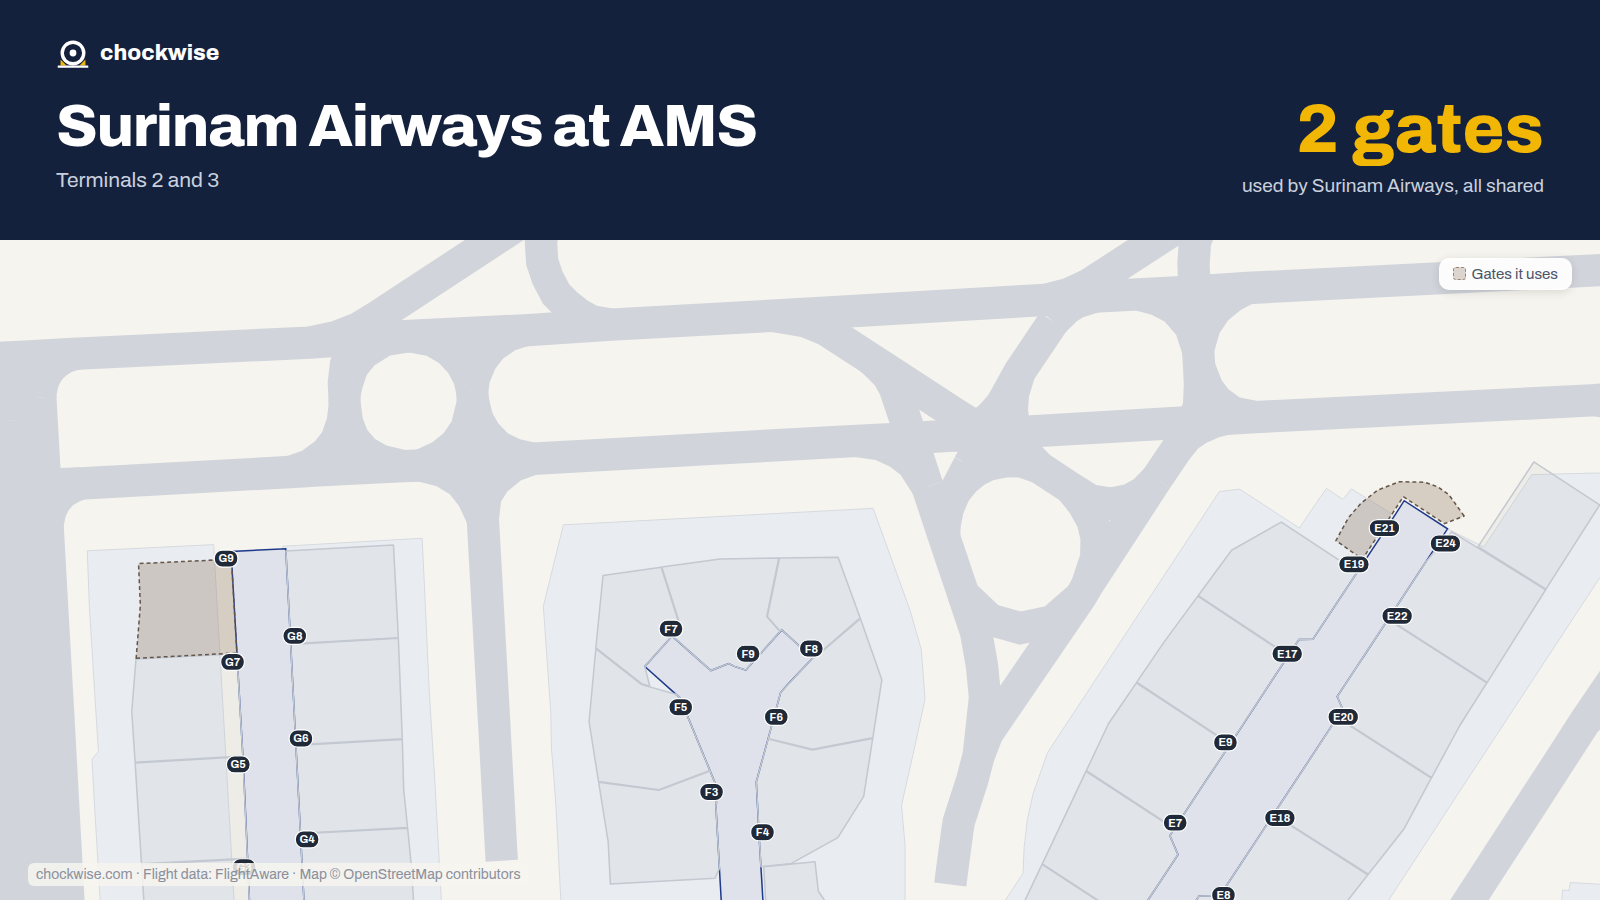 chockwise
Surinam Airways at AMS
Terminals 2 and 3
2 gates
used by Surinam Airways, all shared
Gates it uses
E21
E24
G9
E19
E22
F7
G8
F8
F9
E17
G7
F5
F6
E20
G6
E9
G5
F3
E18
E7
F4
G4
chockwise.com · Flight data: FlightAware · Map © OpenStreetMap contributors
E8